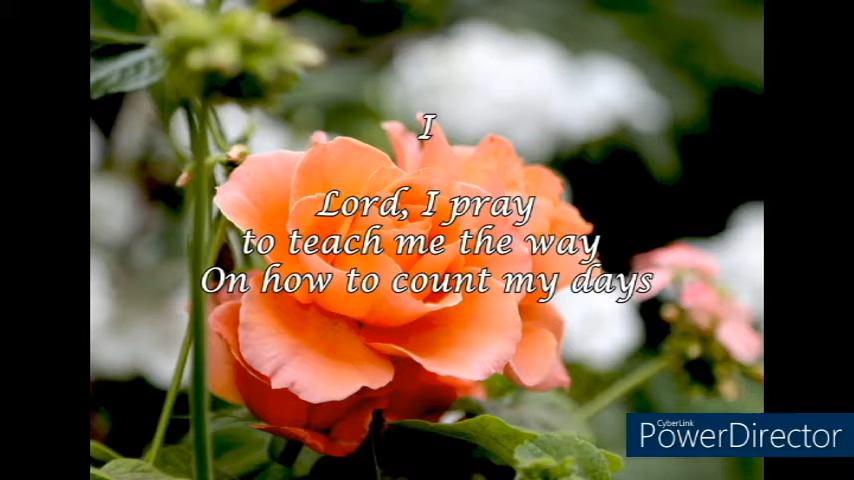 I
Lord, I pray
to teach me the way
On how to count my days
CyberLink
PowerDirector